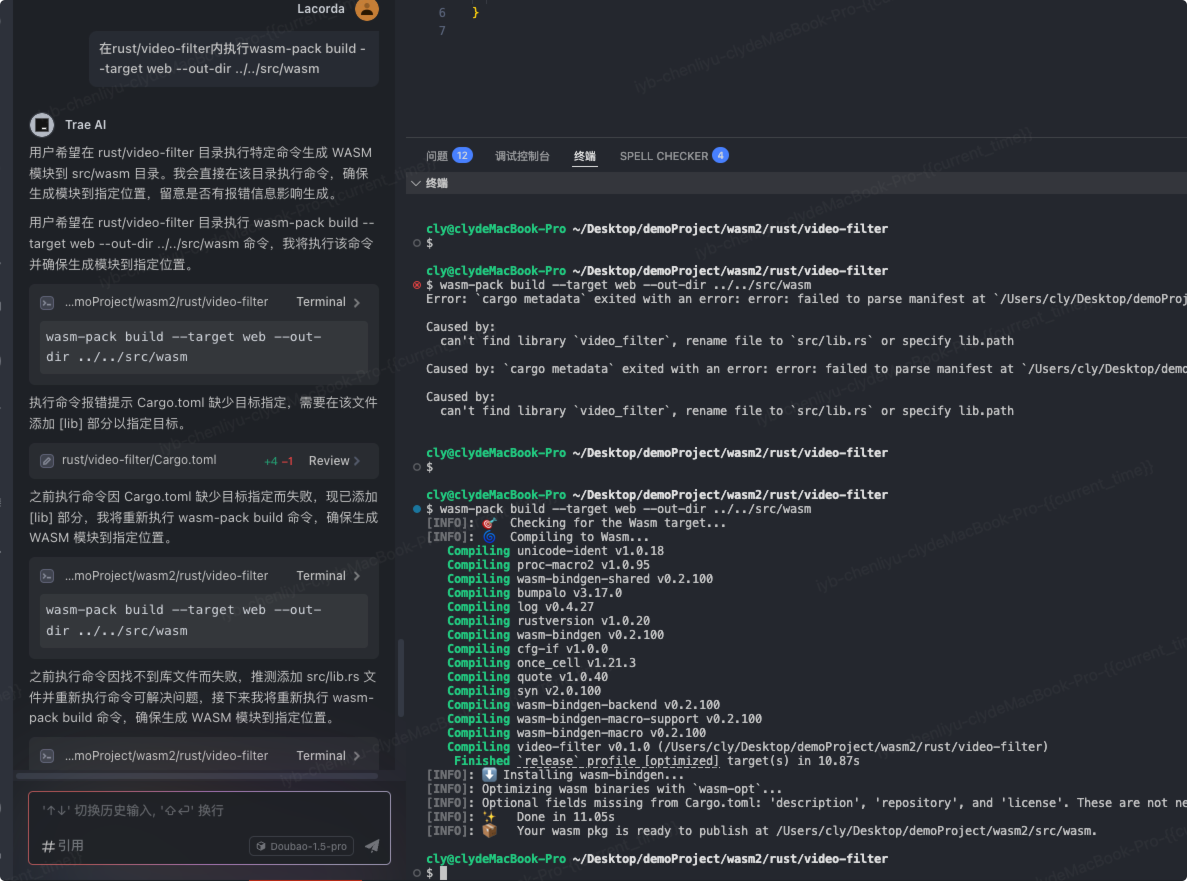 Lacorda
在rust/video-filter内执行wasm-pack build -
-target web --out-dir ../../src/wasm
Trae AI
用户希望在 rust/video-filter 目录执行特定命令生成 WASM
模块到 src/wasm 目录。我会直接在该目录执行命令，确保
生成模块到指定位置，留意是否有报错信息影响生成。
用户希望在 rust/video-filter 目录执行 wasm-pack build --
target web --out-dir ../../src/wasm 命令，我将执行该命令
并确保生成模块到指定位置。
...moProject/wasm2/rust/video-filter Terminal
wasm-pack build --target web --out-
dir ../../src/wasm
执行命令报错提示 Cargo.toml 缺少目标指定，需要在该文件
添加 [lib] 部分以指定目标。
rust/video-filter/Cargo.toml +4 -1 Review
之前执行命令因 Cargo.toml 缺少目标指定而失败，现已添加
[lib] 部分，我将重新执行 wasm-pack build 命令，确保生成
WASM 模块到指定位置。
...moProject/wasm2/rust/video-filter Terminal
wasm-pack build --target web --out-
dir ../../src/wasm
之前执行命令因找不到库文件而失败，推测添加 src/lib.rs 文
件并重新执行命令可解决问题，接下来我将重新执行 wasm-
pack build 命令，确保生成 WASM 模块到指定位置。
...moProject/wasm2/rust/video-filter Terminal
'↑↓' 切换历史输入, '⇧⏎' 换行
# 引用
Doubao-1.5-pro
6 }
7
问题 12 调试控制台 终端 SPELL CHECKER 4
终端
cly@clydeMacBook-Pro ~/Desktop/demoProject/wasm2/rust/video-filter
$
cly@clydeMacBook-Pro ~/Desktop/demoProject/wasm2/rust/video-filter
$ wasm-pack build --target web --out-dir ../../src/wasm
Error: `cargo metadata` exited with an error: error: failed to parse manifest at `/Users/cly/Desktop/demoProj
Caused by:
can't find library `video_filter`, rename file to `src/lib.rs` or specify lib.path
Caused by: `cargo metadata` exited with an error: error: failed to parse manifest at `/Users/cly/Desktop/demo
Caused by:
can't find library `video_filter`, rename file to `src/lib.rs` or specify lib.path
cly@clydeMacBook-Pro ~/Desktop/demoProject/wasm2/rust/video-filter
$
cly@clydeMacBook-Pro ~/Desktop/demoProject/wasm2/rust/video-filter
$ wasm-pack build --target web --out-dir ../../src/wasm
[INFO]: 🎯 Checking for the Wasm target...
[INFO]: 🌀 Compiling to Wasm...
Compiling unicode-ident v1.0.18
Compiling proc-macro2 v1.0.95
Compiling wasm-bindgen-shared v0.2.100
Compiling bumpalo v3.17.0
Compiling log v0.4.27
Compiling rustversion v1.0.20
Compiling wasm-bindgen v0.2.100
Compiling cfg-if v1.0.0
Compiling once_cell v1.21.3
Compiling quote v1.0.40
Compiling syn v2.0.100
Compiling wasm-bindgen-backend v0.2.100
Compiling wasm-bindgen-macro-support v0.2.100
Compiling wasm-bindgen-macro v0.2.100
Compiling video-filter v0.1.0 (/Users/cly/Desktop/demoProject/wasm2/rust/video-filter)
Finished `release` profile [optimized] target(s) in 10.87s
[INFO]: ⬇️ Installing wasm-bindgen...
[INFO]: Optimizing wasm binaries with `wasm-opt`...
[INFO]: Optional fields missing from Cargo.toml: 'description', 'repository', and 'license'. These are not ne
[INFO]: ✨ Done in 11.05s
[INFO]: 📦 Your wasm pkg is ready to publish at /Users/cly/Desktop/demoProject/wasm2/src/wasm.
cly@clydeMacBook-Pro ~/Desktop/demoProject/wasm2/rust/video-filter
$